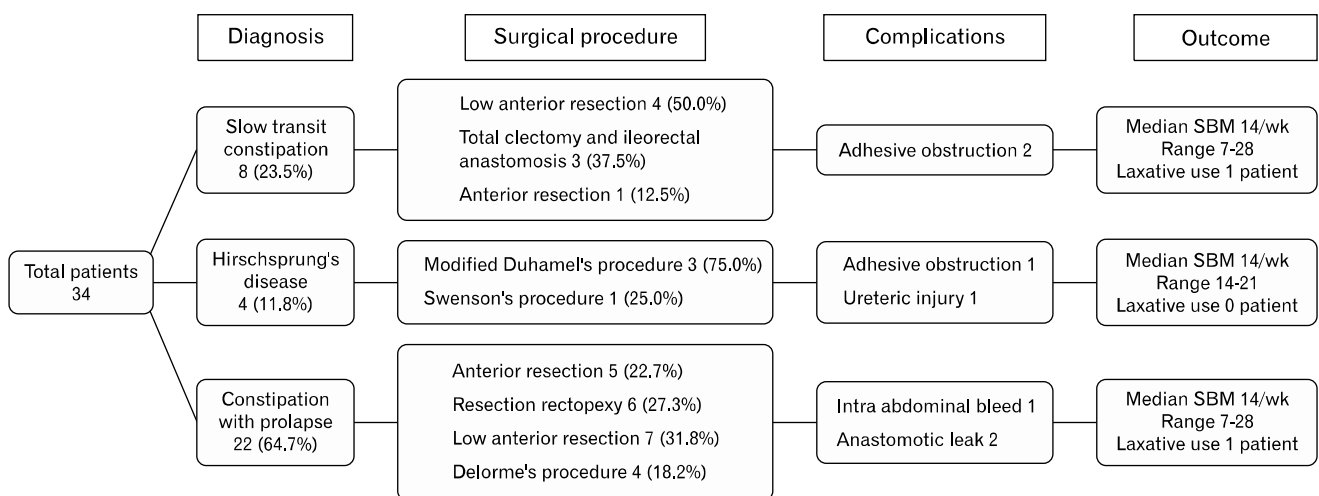 Diagnosis
Surgical procedure
Complications
Outcome
Total patients
34
Slow transit
constipation
8 (23.5%)
Low anterior resection 4 (50.0%)
Total clectomy and ileorectal
anastomosis 3 (37.5%)
Anterior resection 1 (12.5%)
Adhesive obstruction 2
Median SBM 14/wk
Range 7-28
Laxative use 1 patient
Hirschsprung's
disease
4 (11.8%)
Modified Duhamel's procedure 3 (75.0%)
Swenson's procedure 1 (25.0%)
Adhesive obstruction 1
Ureteric injury 1
Median SBM 14/wk
Range 14-21
Laxative use 0 patient
Constipation
with prolapse
22 (64.7%)
Anterior resection 5 (22.7%)
Resection rectopexy 6 (27.3%)
Low anterior resection 7 (31.8%)
Delorme's procedure 4 (18.2%)
Intra abdominal bleed 1
Anastomotic leak 2
Median SBM 14/wk
Range 7-28
Laxative use 1 patient